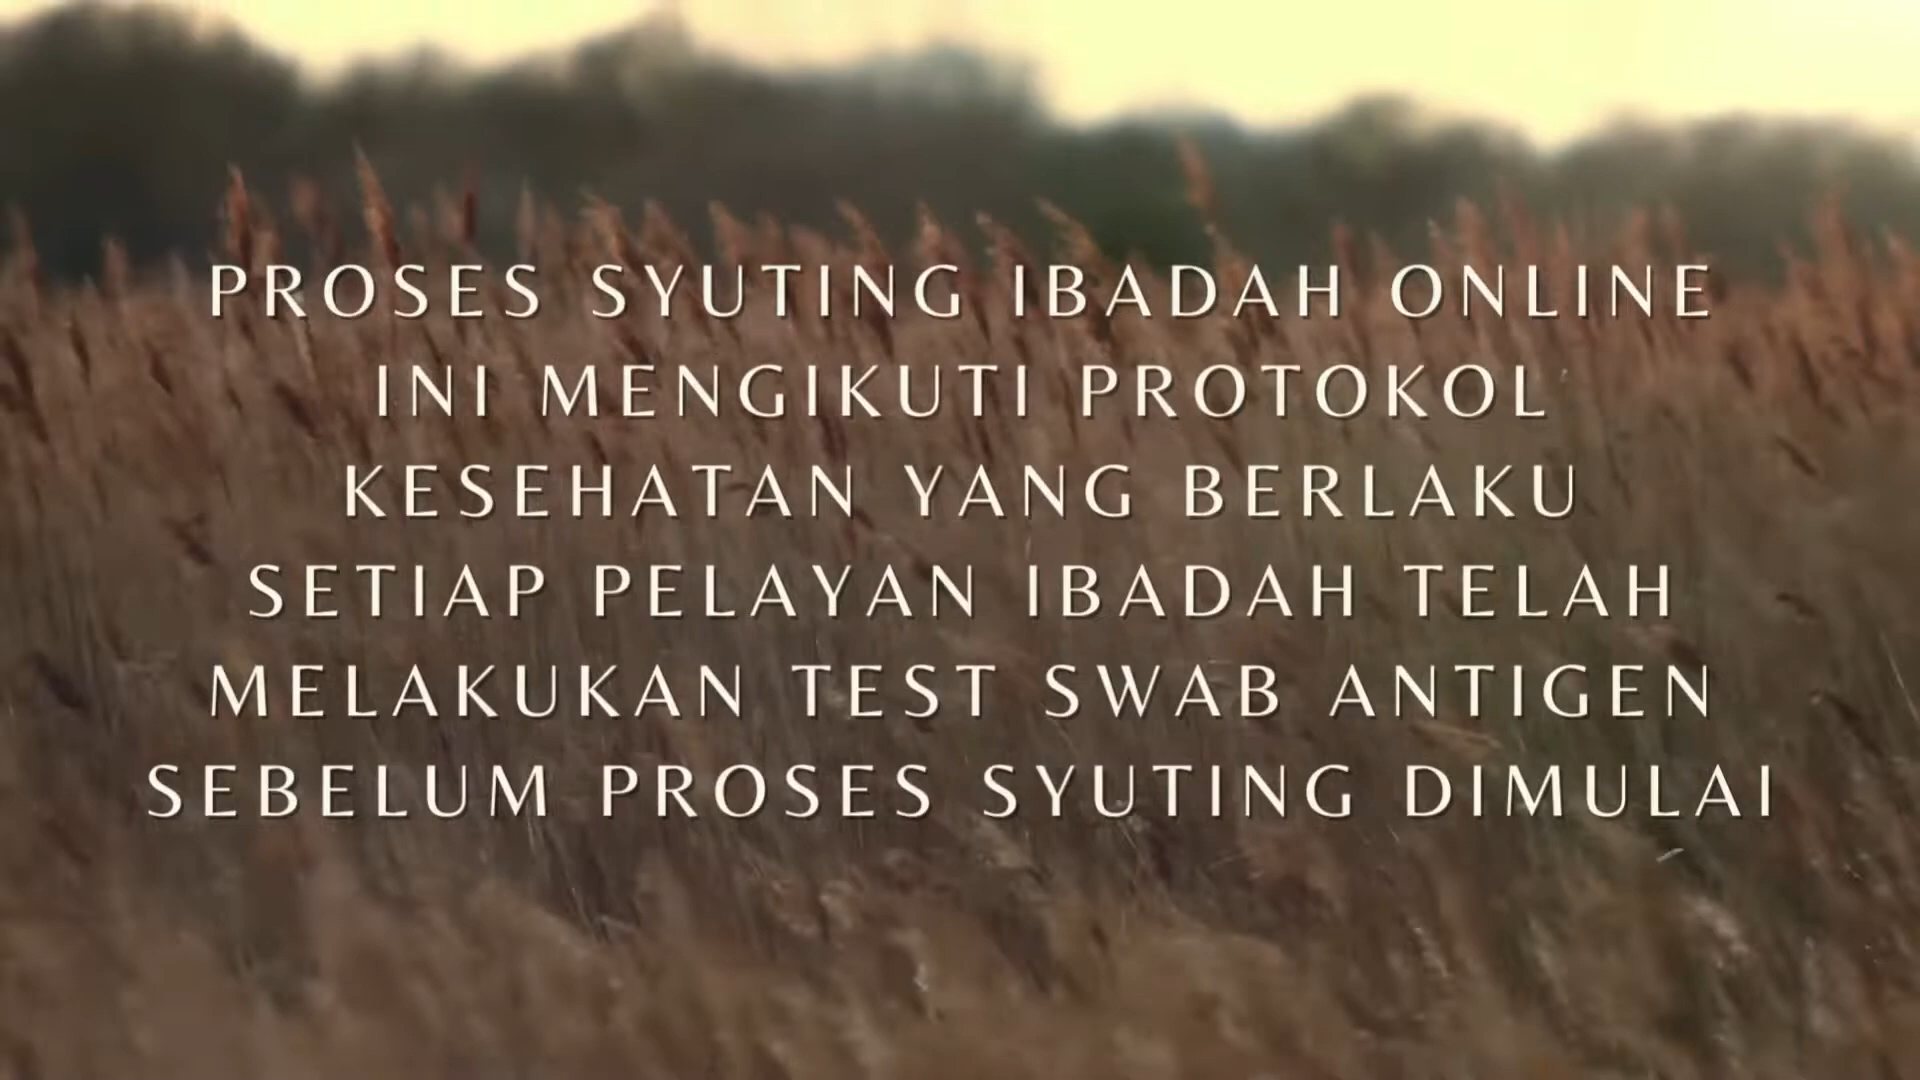 PROSES SYUTING IBADAH ONLINE
INI MENGIKUTI PROTOKOL
KESEHATAN YANG BERLAKU
SETIAP PELAYAN IBADAH TELAH
MELAKUKAN TEST SWAB ANTIGEN
SEBELUM PROSES SYUTING DIMULAI